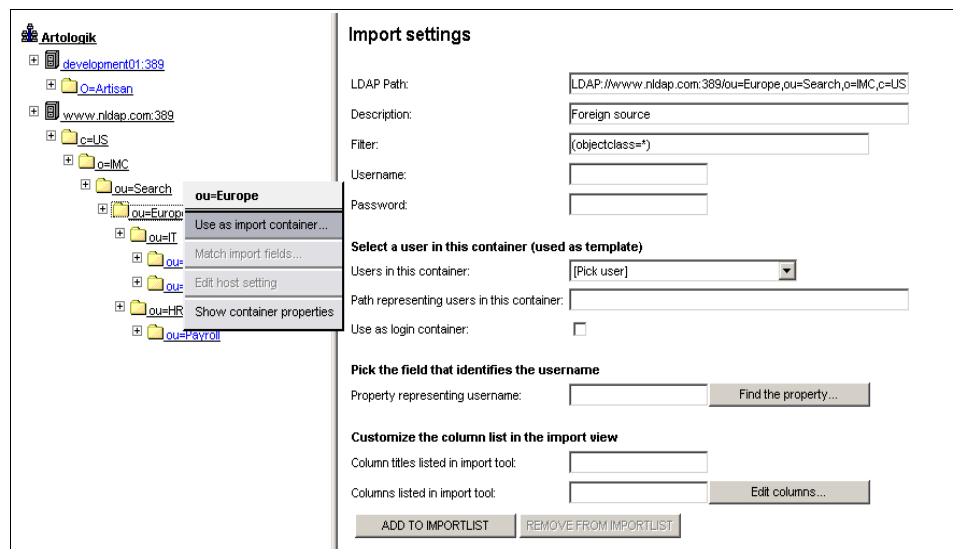 Artologik
development01:389
O=Artisan
www.nldap.com:389
c=US
o=IMC
ou=Search
ou=Europ
ou=IT
ou=
ou=
ou=HR
ou=Payroll
ou=Europe
Use as import container...
Match import fields...
Edit host setting
Show container properties
Import settings
LDAP Path: LDAP://www.nldap.com:389/ou=Europe,ou=Search,o=IMC,c=US
Description: Foreign source
Filter: (objectclass=*)
Username:
Password:
Select a user in this container (used as template)
Users in this container: [Pick user]
Path representing users in this container:
Use as login container:
Pick the field that identifies the username
Property representing username: Find the property...
Customize the column list in the import view
Column titles listed in import tool:
Columns listed in import tool: Edit columns...
ADD TO IMPORTLIST REMOVE FROM IMPORTLIST